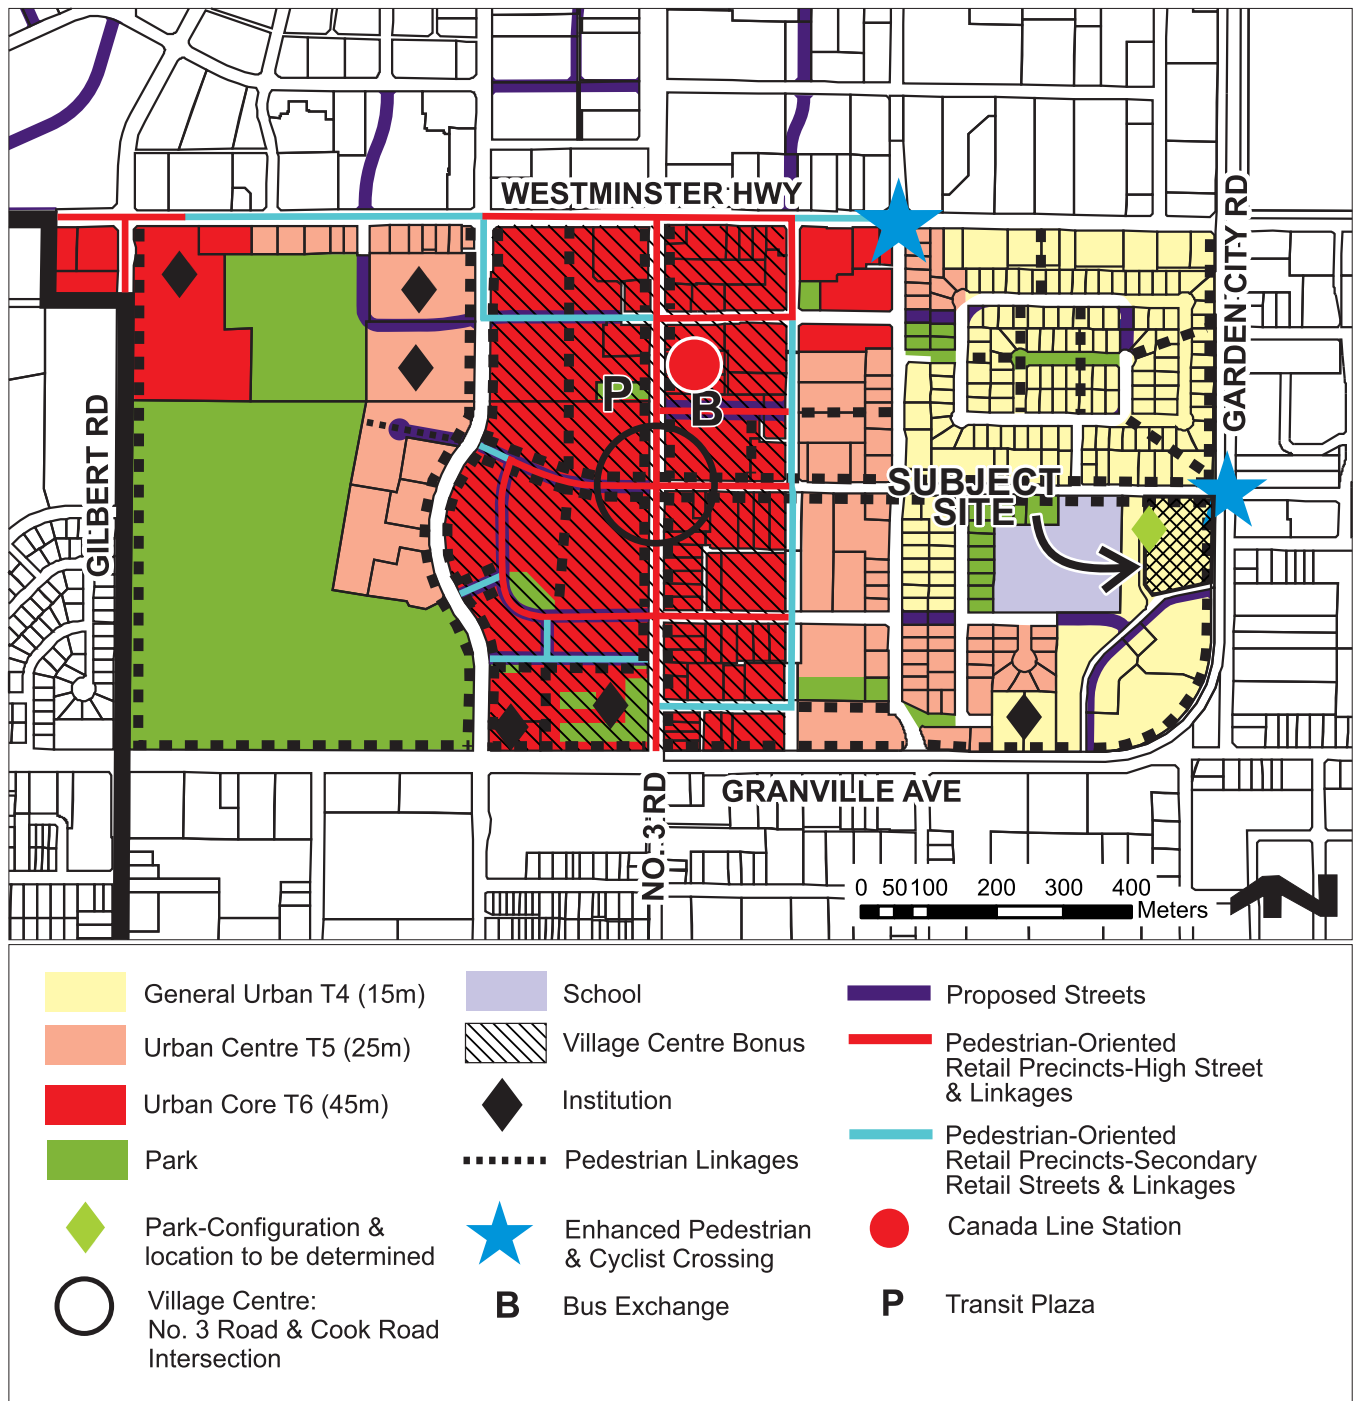 WESTMINSTER HWY
GARDEN CITY RD
GILBERT RD
P
B
SUBJECT
SITE
NO. 3 RD
GRANVILLE AVE
0 50 100 200 300 400
Meters
N
General Urban T4 (15m)
Urban Centre T5 (25m)
Urban Core T6 (45m)
Park
Park-Configuration &
location to be determined
Village Centre:
No. 3 Road & Cook Road
Intersection
School
Village Centre Bonus
Institution
Pedestrian Linkages
Enhanced Pedestrian
& Cyclist Crossing
B Bus Exchange
Proposed Streets
Pedestrian-Oriented
Retail Precincts-High Street
& Linkages
Pedestrian-Oriented
Retail Precincts-Secondary
Retail Streets & Linkages
Canada Line Station
P Transit Plaza